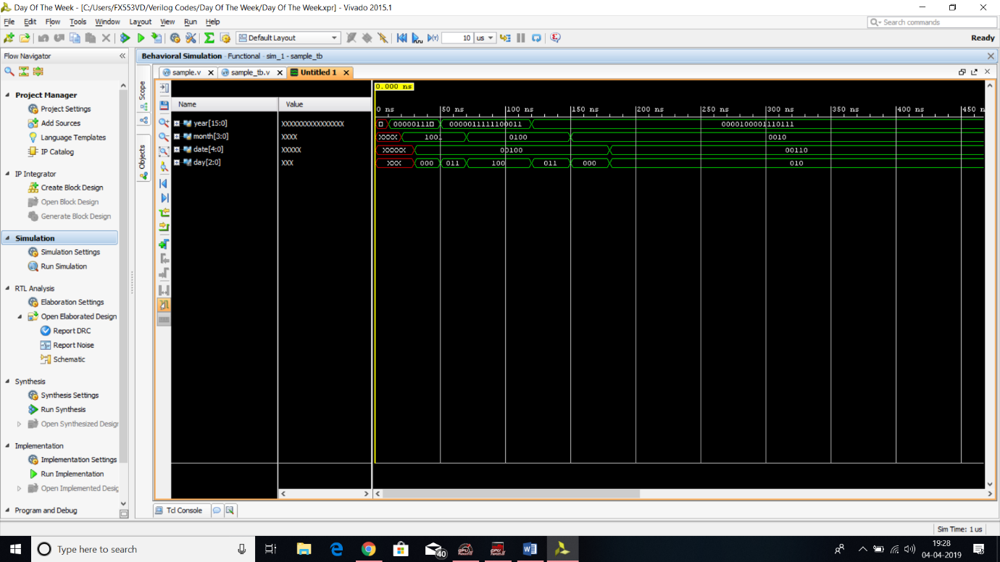 Day Of The Week - [C:/Users/FX553VD/Verilog Codes/Day Of The Week/Day Of The Week.xpr] - Vivado 2015.1
File Edit Flow Tools Window Layout View Run Help
Search commands
Default Layout
10 us
Ready
Flow Navigator
Behavioral Simulation - Functional - sim_1 - sample_tb
sample.v
sample_tb.v
Untitled 1
Project Manager
Project Settings
Add Sources
Language Templates
IP Catalog
IP Integrator
Create Block Design
Open Block Design
Generate Block Design
Simulation
Simulation Settings
Run Simulation
RTL Analysis
Elaboration Settings
Open Elaborated Design
Report DRC
Report Noise
Schematic
Synthesis
Synthesis Settings
Run Synthesis
Open Synthesized Desigr
Implementation
Implementation Settings
Run Implementation
Open Implemented Desig
Program and Debug
Scope
Objects
Name Value
year[15:0] XXXXXXXXXXXXXXXX
month[3:0] XXXX
date[4:0] XXXXX
day[2:0] XXX
0.000 ns
0 ns 50 ns 100 ns 150 ns 200 ns 250 ns 300 ns 350 ns 400 ns 450 n
000001110 0000011111100011 0000100001110111
XXXX 1001 0100 0010
XXXXX 00100 00110
XXX 000 011 100 011 000 010
Tcl Console
Sim Time: 1 us
Type here to search
40
19:28
04-04-2019